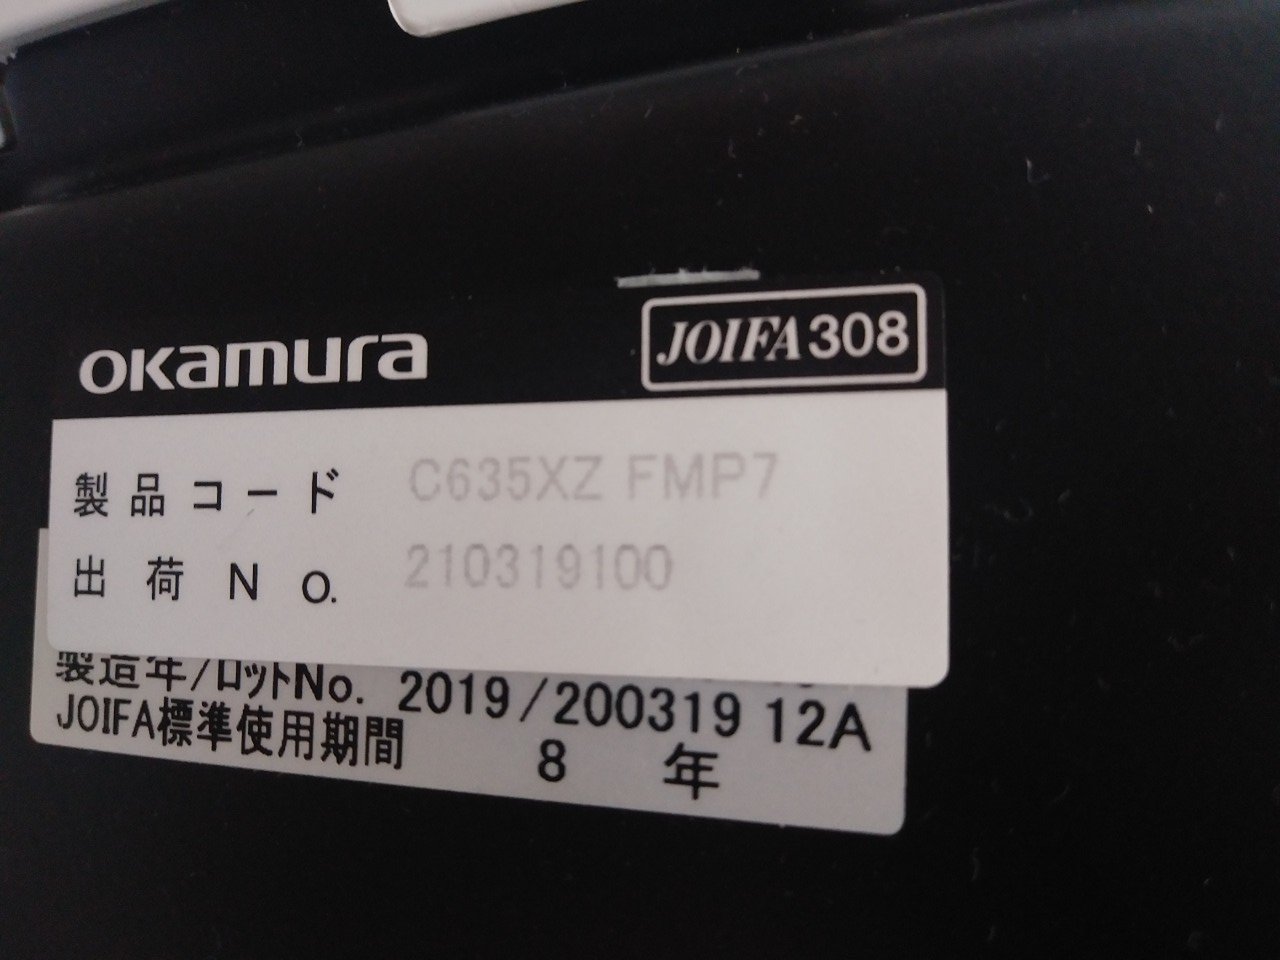 OKamura
JOIFA308
製品コード C635XZ FMP7
出荷No. 210319100
製造年/ロットNo. 2019/200319 12A
JOIFA標準使用期間 8 年